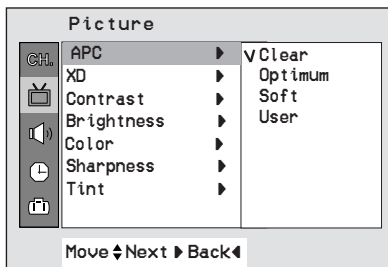 Picture
CH.
APC
XD
Contrast
Brightness
Color
Sharpness
Tint
Clear
Optimum
Soft
User
Move Next Back